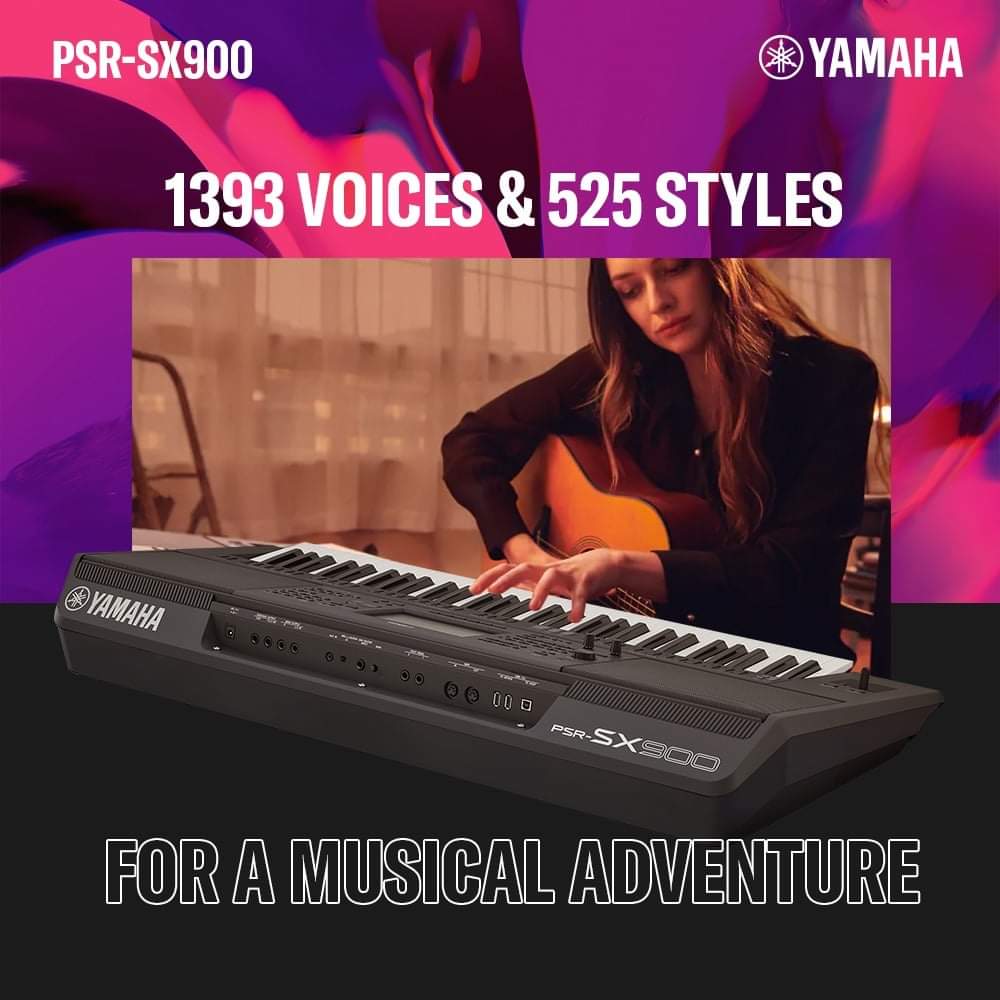 PSR-SX900
YAMAHA
1393 VOICES & 525 STYLES
YAMAHA
PSR-SX900
FOR A MUSICAL ADVENTURE